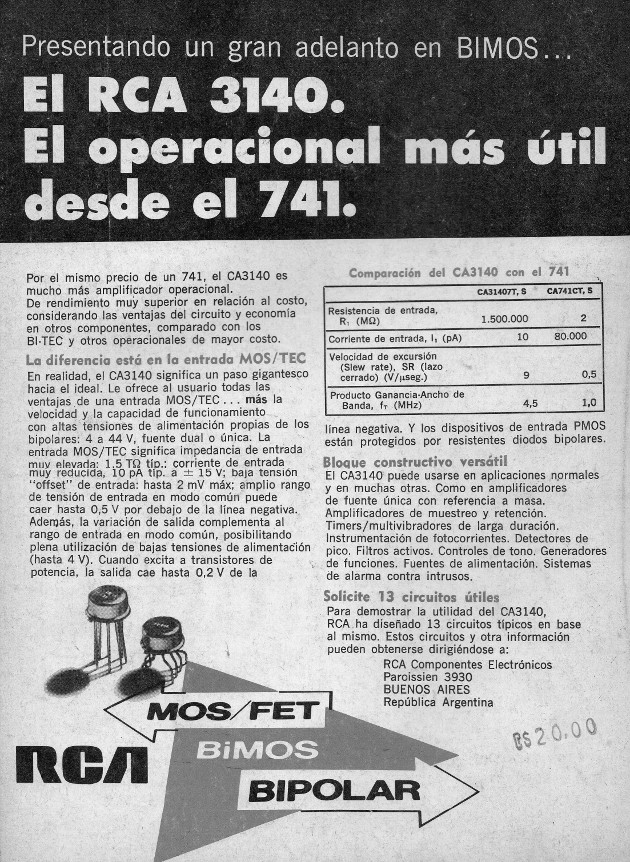 Presentando un gran adelanto en BIMOS...
El RCA 3140.
El operacional más útil
desde el 741.
Por el mismo precio de un 741, el CA3140 es
mucho más amplificador operacional.
De rendimiento muy superior en relación al costo,
considerando las ventajas del circuito y economía
en otros componentes, comparado con los
BI-TEC y otros operacionales de mayor costo.
La diferencia está en la entrada MOS/TEC
En realidad, el CA3140 significa un paso gigantesco
hacia el ideal. Le ofrece al usuario todas las
ventajas de una entrada MOS/TEC... más la
velocidad y la capacidad de funcionamiento
con altas tensiones de alimentación propias de los
bipolares: 4 a 44 V, fuente dual o única. La
entrada MOS/TEC significa impedancia de entrada
muy elevada: 1.5 TΩ tip.: corriente de entrada
muy reducida, 10 pA tip. a ± 15 V; baja tensión
"offset" de entrada: hasta 2 mV máx; amplio rango
de tensión de entrada en modo común puede
caer hasta 0,5 V por debajo de la línea negativa.
Además, la variación de salida complementa al
rango de entrada en modo común, posibilitando
plena utilización de bajas tensiones de alimentación
(hasta 4 V). Cuando excita a transistores de
potencia, la salida cae hasta 0,2 V de la
Comparación del CA3140 con el 741
CA31407T, S CA741CT, S
Resistencia de entrada,
R₁ (MΩ) 1.500.000 2
Corriente de entrada, I₁ (pA) 10 80.000
Velocidad de excursión
(Slew rate), SR (lazo
cerrado) (V/μseg.) 9 0,5
Producto Ganancia-Ancho de
Banda, fT (MHz) 4,5 1,0
línea negativa. Y los dispositivos de entrada PMOS
están protegidos por resistentes diodos bipolares.
Bloque constructivo versátil
El CA3140 puede usarse en aplicaciones normales
y en muchas otras. Como en amplificadores
de fuente única con referencia a masa.
Amplificadores de muestreo y retención.
Timers/multivibradores de larga duración.
Instrumentación de fotocorrientes. Detectores de
pico. Filtros activos. Controles de tono. Generadores
de funciones. Fuentes de alimentación. Sistemas
de alarma contra intrusos.
Solicite 13 circuitos útiles
Para demostrar la utilidad del CA3140,
RCA ha diseñado 13 circuitos típicos en base
al mismo. Estos circuitos y otra información
pueden obtenerse dirigiéndose a:
RCA Componentes Electrónicos
Paroissien 3930
BUENOS AIRES
República Argentina
MOS/FET
BiMOS
BIPOLAR
RCA
B$20.00